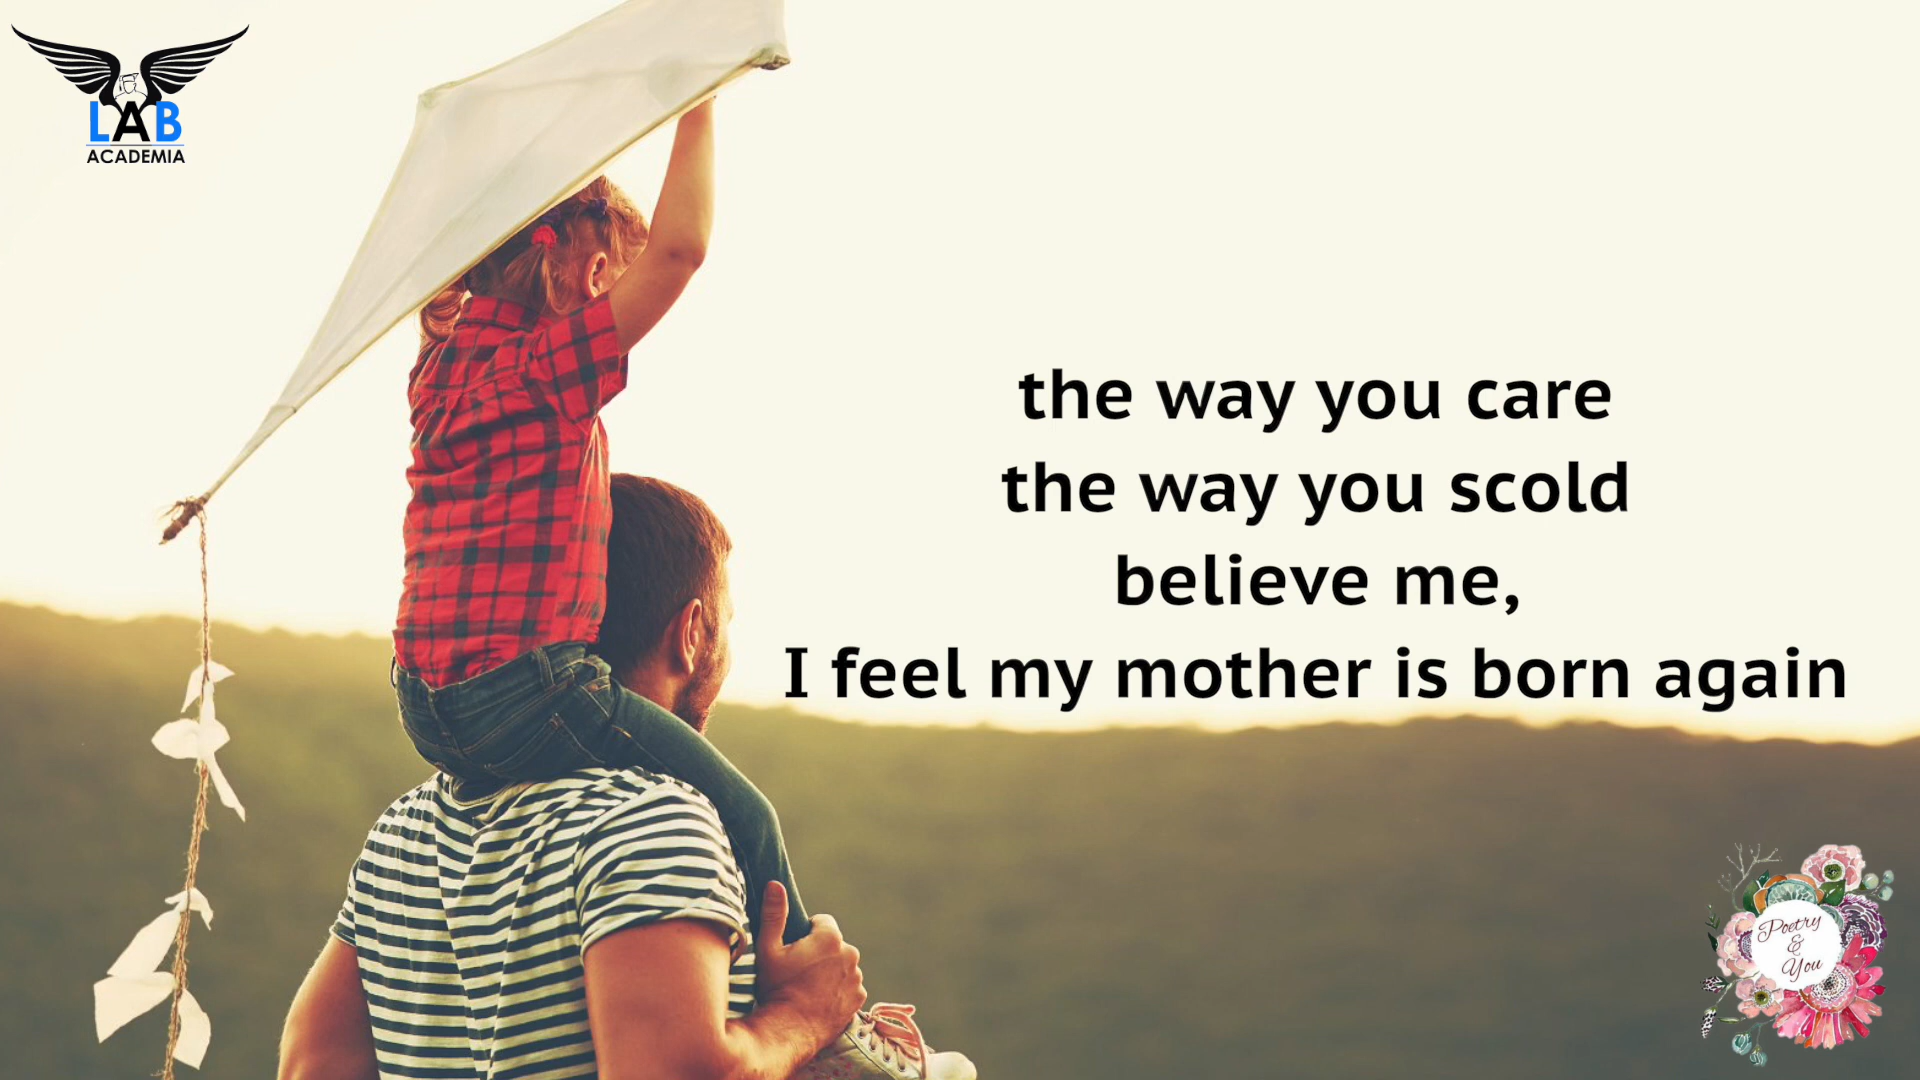 LAB
ACADEMIA
the way you care
the way you scold
believe me,
I feel my mother is born again
Poetry
&
You